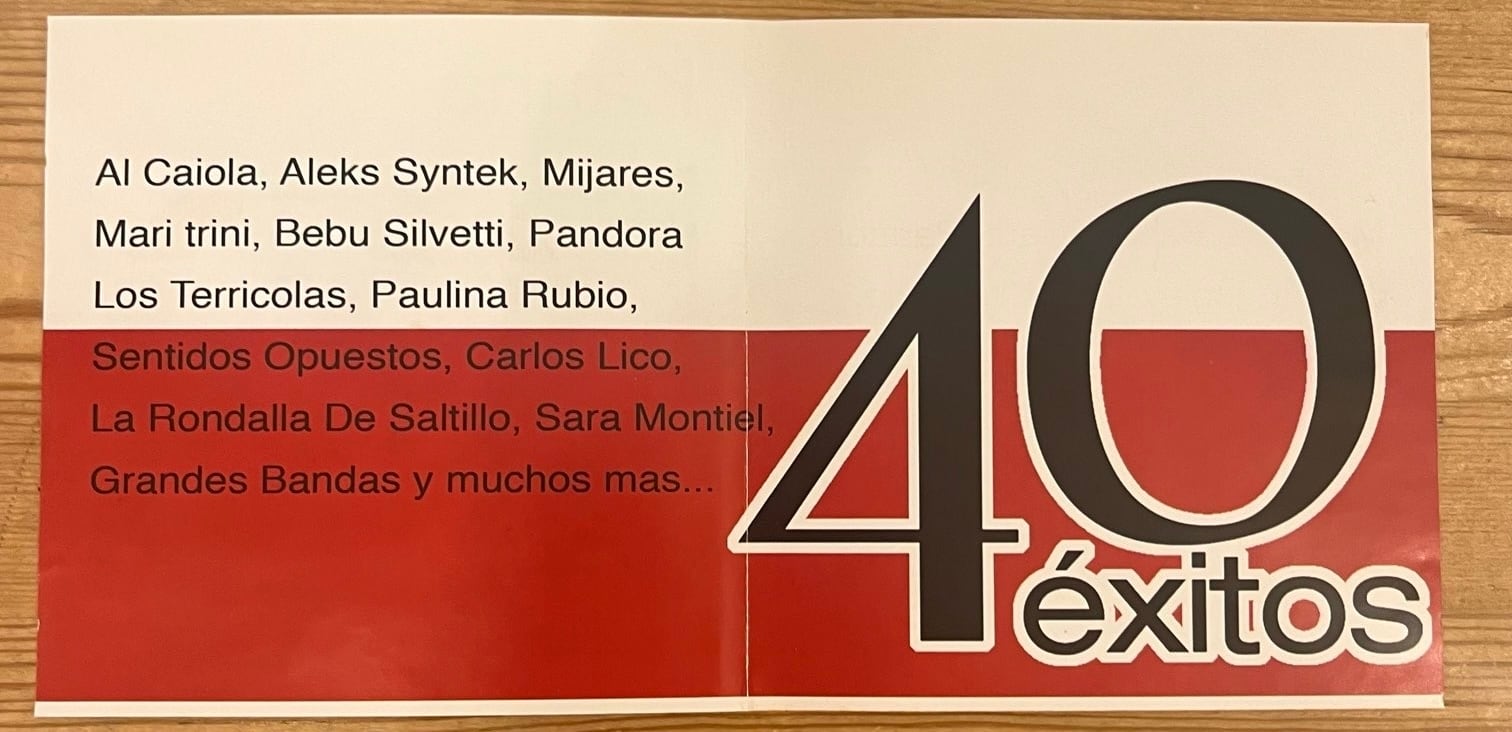 Al Caiola, Aleks Syntek, Mijares,
Mari trini, Bebu Silvetti, Pandora
Los Terricolas, Paulina Rubio,
Sentidos Opuestos, Carlos Lico,
La Rondalla De Saltillo, Sara Montiel,
Grandes Bandas y muchos mas...
40
éxitos